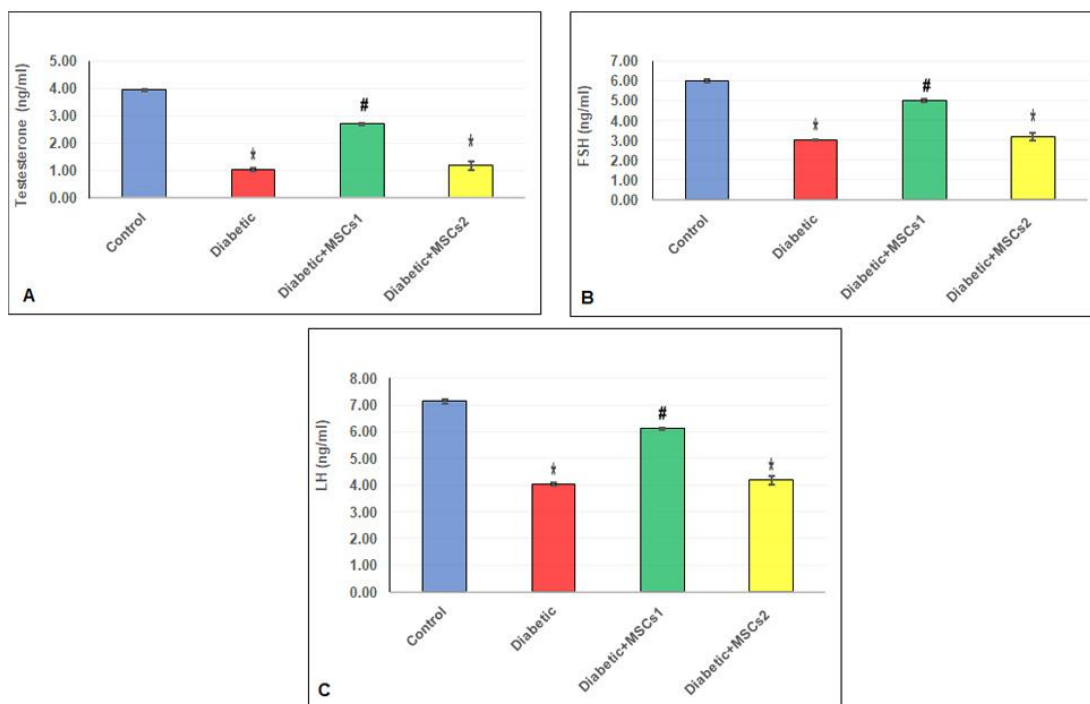 Testesterone (ng/ml)
5.00
4.00
3.00
2.00
1.00
0.00
*
#
*
Control
Diabetic
Diabetic+MSCs1
Diabetic+MSCs2
A
FSH (ng/ml)
7.00
6.00
5.00
4.00
3.00
2.00
1.00
0.00
*
#
*
Control
Diabetic
Diabetic+MSCs1
Diabetic+MSCs2
B
LH (ng/ml)
8.00
7.00
6.00
5.00
4.00
3.00
2.00
1.00
0.00
*
#
*
Control
Diabetic
Diabetic+MSCs1
Diabetic+MSCs2
C